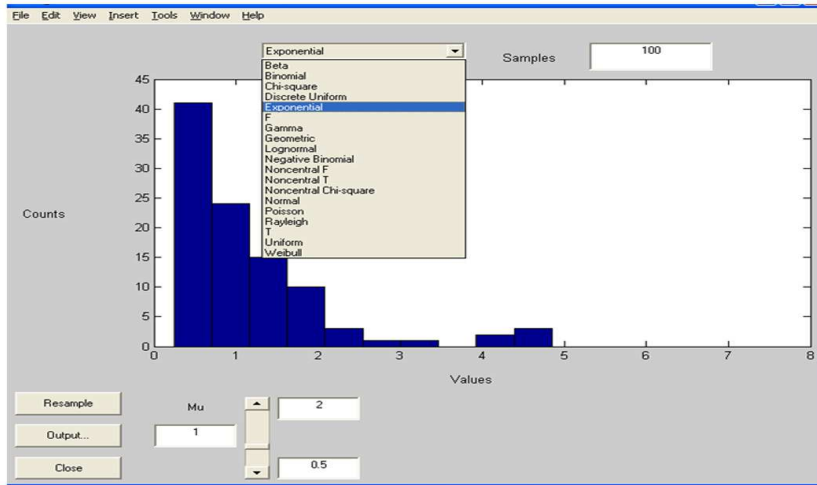 File Edit View Insert Tools Window Help
Exponential
Samples 100
Beta
Binomial
Chi-square
Discrete Uniform
Exponential
F
Gamma
Geometric
Lognormal
Negative Binomial
Noncentral F
Noncentral T
Noncentral Chi-square
Normal
Poisson
Rayleigh
T
Uniform
Weibull
45
40
35
30
25
20
15
10
5
0
Counts
0 1 2 3 4 5 6 7 8
Values
Resample
Output...
Close
Mu
1
2
0.5